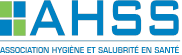 AHSS
ASSOCIATION HYGIÈNE ET SALUBRITÉ EN SANTÉ